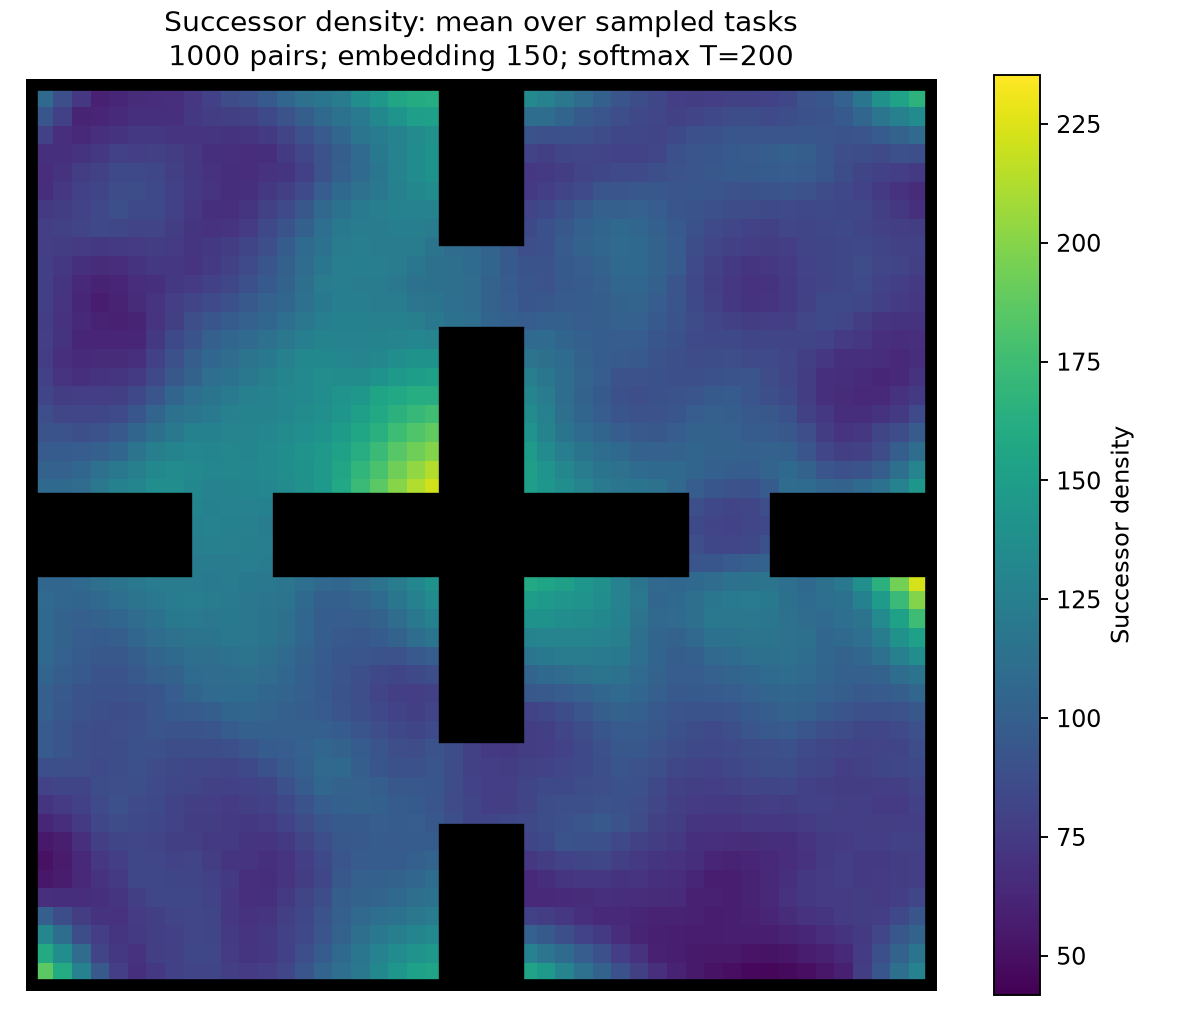 Successor density: mean over sampled tasks
1000 pairs; embedding 150; softmax T=200
225
200
175
150
125
100
75
50
Successor density